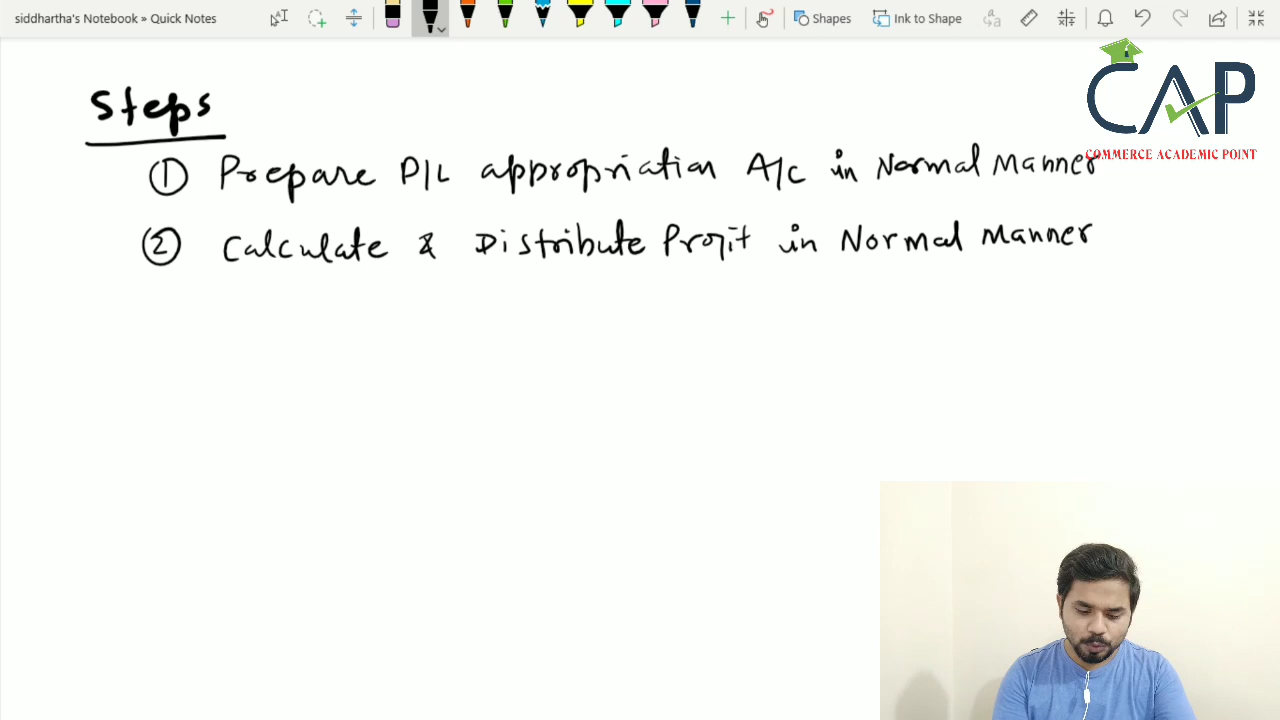 siddhartha's Notebook » Quick Notes
Shapes
Ink to Shape
CAP
COMMERCE ACADEMIC POINT
Steps
① Prepare P/L appropriation A/c in Normal Manner
② Calculate & Distribute Profit in Normal Manner